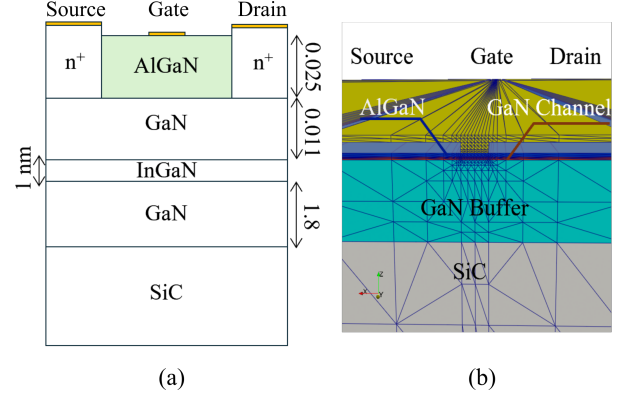 Source Gate Drain
n+ AlGaN n+
0.025
GaN
0.011
1 nm
InGaN
GaN
1.8
SiC
(a)
Source Gate Drain
AlGaN GaN Channel
GaN Buffer
SiC
z
x
y
(b)